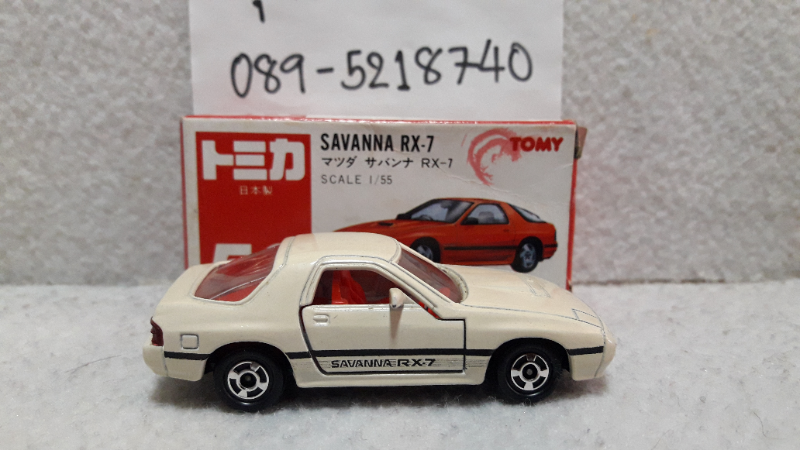 089-5218740
トミカ
日本製
SAVANNA RX-7
マツダ サバンナ RX-7
SCALE 1/55
TOMY
SAVANNA RX-7